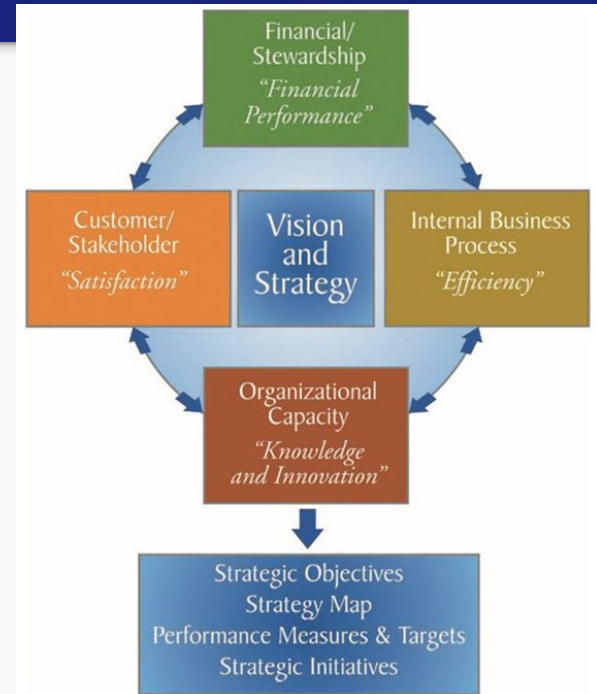 Financial/
Stewardship
“Financial
Performance”
Customer/
Stakeholder
“Satisfaction”
Vision
and
Strategy
Internal Business
Process
“Efficiency”
Organizational
Capacity
“Knowledge
and Innovation”
Strategic Objectives
Strategy Map
Performance Measures & Targets
Strategic Initiatives